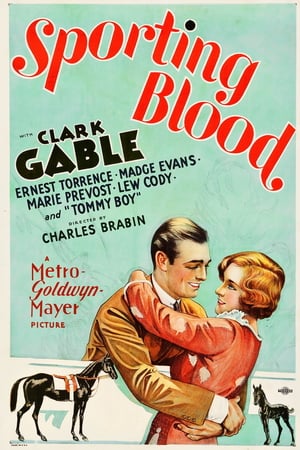 Sporting
Blood
WITH CLARK
GABLE
ERNEST TORRENCE · MADGE EVANS ·
MARIE PREVOST · LEW CODY ·
and "TOMMY BOY"
DIRECTED BY
CHARLES BRABIN
A
Metro-
Goldwyn-
Mayer
PICTURE